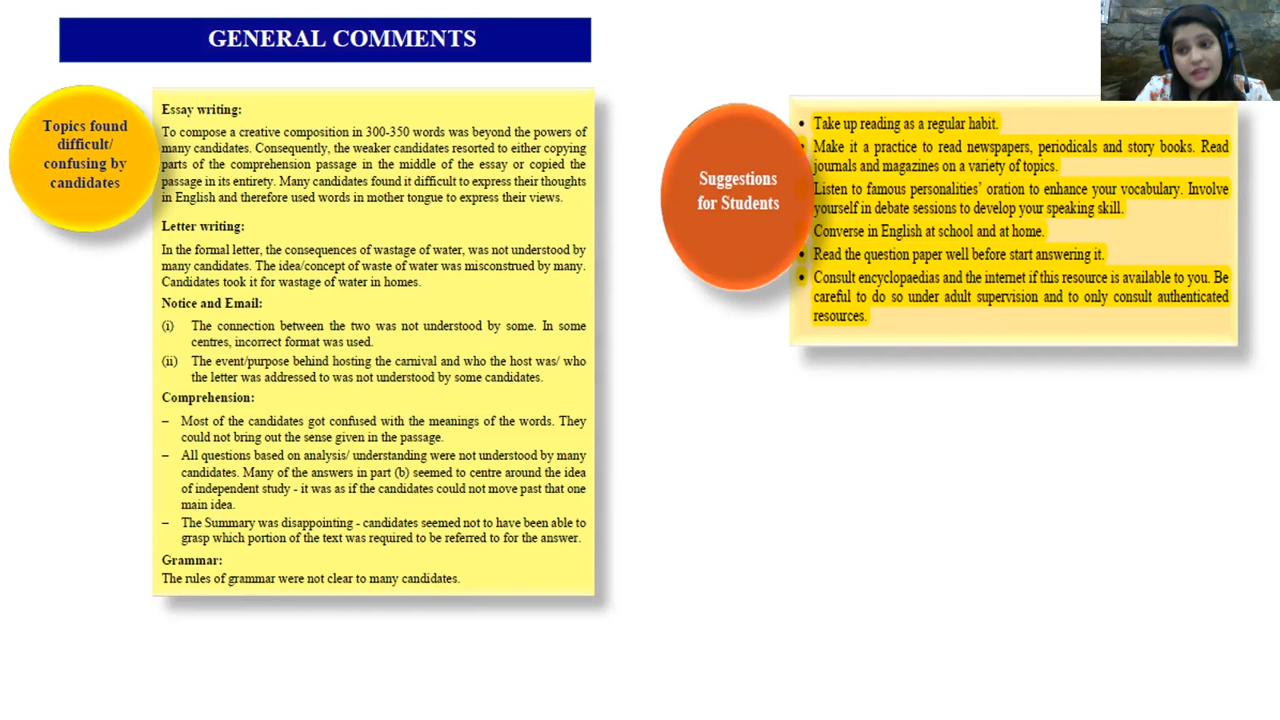 GENERAL COMMENTS
Topics found
difficult/
confusing by
candidates
Essay writing:
To compose a creative composition in 300-350 words was beyond the powers of
many candidates. Consequently, the weaker candidates resorted to either copying
parts of the comprehension passage in the middle of the essay or copied the
passage in its entirety. Many candidates found it difficult to express their thoughts
in English and therefore used words in mother tongue to express their views.
Letter writing:
In the formal letter, the consequences of wastage of water, was not understood by
many candidates. The idea/concept of waste of water was misconstrued by many.
Candidates took it for wastage of water in homes.
Notice and Email:
(i) The connection between the two was not understood by some. In some
centres, incorrect format was used.
(ii) The event/purpose behind hosting the carnival and who the host was/ who
the letter was addressed to was not understood by some candidates.
Comprehension:
– Most of the candidates got confused with the meanings of the words. They
could not bring out the sense given in the passage.
– All questions based on analysis/ understanding were not understood by many
candidates. Many of the answers in part (b) seemed to centre around the idea
of independent study - it was as if the candidates could not move past that one
main idea.
– The Summary was disappointing - candidates seemed not to have been able to
grasp which portion of the text was required to be referred to for the answer.
Grammar:
The rules of grammar were not clear to many candidates.
Suggestions
for Students
• Take up reading as a regular habit.
• Make it a practice to read newspapers, periodicals and story books. Read
journals and magazines on a variety of topics.
Listen to famous personalities' oration to enhance your vocabulary. Involve
yourself in debate sessions to develop your speaking skill.
Converse in English at school and at home.
• Read the question paper well before start answering it.
• Consult encyclopaedias and the internet if this resource is available to you. Be
careful to do so under adult supervision and to only consult authenticated
resources.